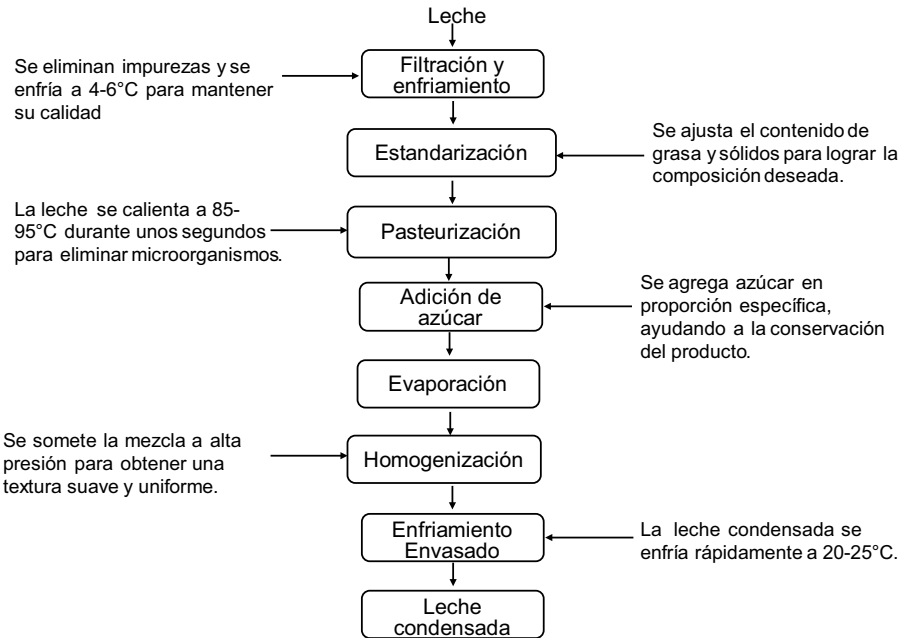 Leche
Se eliminan impurezas y se
enfría a 4-6°C para mantener
su calidad
Filtración y
enfriamiento
Estandarización
Se ajusta el contenido de
grasa y sólidos para lograr la
composición deseada.
La leche se calienta a 85-
95°C durante unos segundos
para eliminar microorganismos.
Pasteurización
Adición de
azúcar
Se agrega azúcar en
proporción específica,
ayudando a la conservación
del producto.
Evaporación
Se somete la mezcla a alta
presión para obtener una
textura suave y uniforme.
Homogenización
Enfriamiento
Envasado
La leche condensada se
enfría rápidamente a 20-25°C.
Leche
condensada